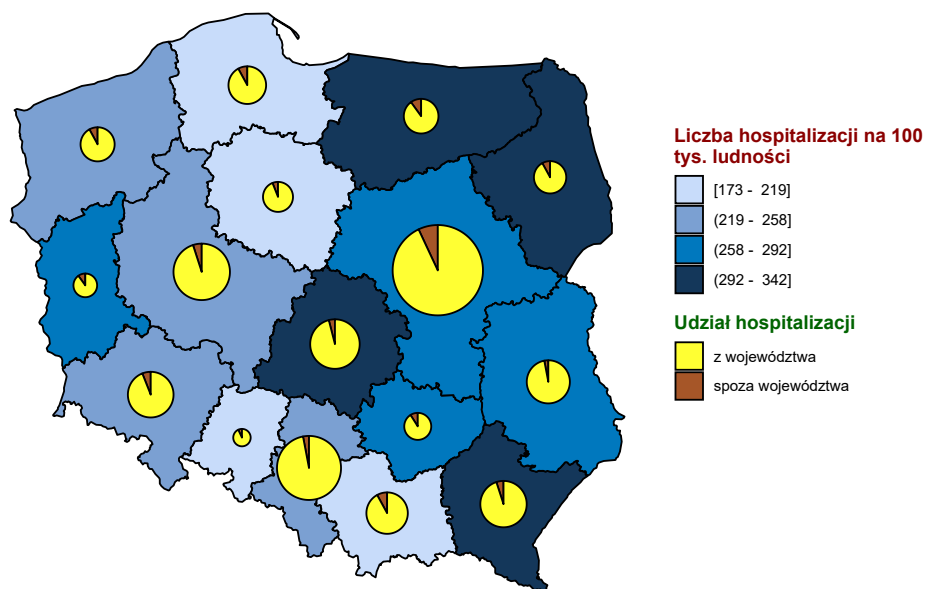 Liczba hospitalizacji na 100
tys. ludności
[173 - 219]
(219 - 258]
(258 - 292]
(292 - 342]
Udział hospitalizacji
z województwa
spoza województwa